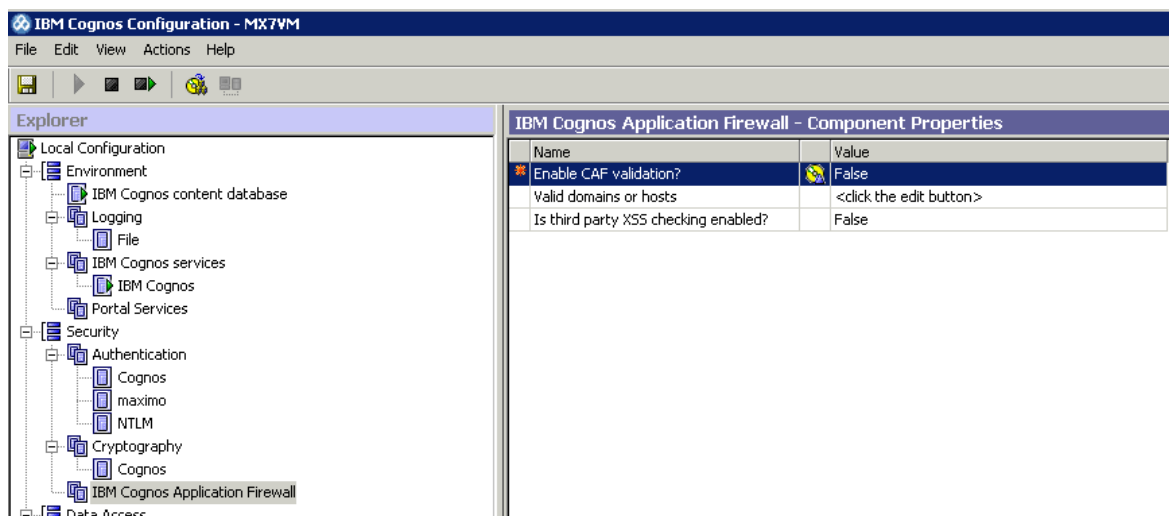 IBM Cognos Configuration - MX7VM
File Edit View Actions Help
Explorer
Local Configuration
Environment
IBM Cognos content database
Logging
File
IBM Cognos services
IBM Cognos
Portal Services
Security
Authentication
Cognos
maximo
NTLM
Cryptography
Cognos
IBM Cognos Application Firewall
Data Access
IBM Cognos Application Firewall - Component Properties
Name Value
Enable CAF validation? False
Valid domains or hosts <click the edit button>
Is third party XSS checking enabled? False